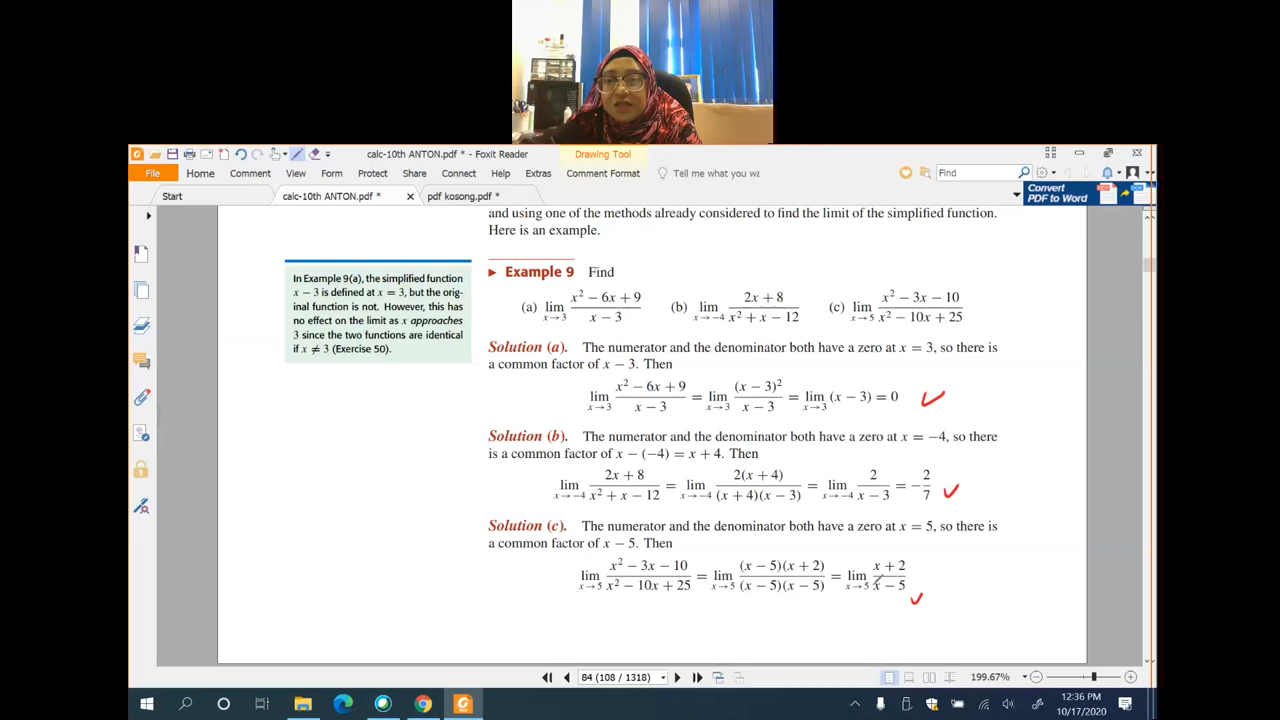 calc-10th ANTON.pdf * - Foxit Reader
Drawing Tool
File Home Comment View Form Protect Share Connect Help Extras Comment Format Tell me what you wa Find
Start calc-10th ANTON.pdf * pdf kosong.pdf * Convert
PDF to Word
and using one of the methods already considered to find the limit of the simplified function.
Here is an example.
In Example 9(a), the simplified function
x − 3 is defined at x = 3, but the orig-
inal function is not. However, this has
no effect on the limit as x approaches
3 since the two functions are identical
if x ≠ 3 (Exercise 50).
► Example 9 Find
(a) lim x→3 (x² − 6x + 9)/(x − 3) (b) lim x→−4 (2x + 8)/(x² + x − 12) (c) lim x→5 (x² − 3x − 10)/(x² − 10x + 25)
Solution (a). The numerator and the denominator both have a zero at x = 3, so there is
a common factor of x − 3. Then
lim x→3 (x² − 6x + 9)/(x − 3) = lim x→3 (x − 3)²/(x − 3) = lim x→3 (x − 3) = 0
Solution (b). The numerator and the denominator both have a zero at x = −4, so there
is a common factor of x − (−4) = x + 4. Then
lim x→−4 (2x + 8)/(x² + x − 12) = lim x→−4 2(x + 4)/((x + 4)(x − 3)) = lim x→−4 2/(x − 3) = −2/7
Solution (c). The numerator and the denominator both have a zero at x = 5, so there is
a common factor of x − 5. Then
lim x→5 (x² − 3x − 10)/(x² − 10x + 25) = lim x→5 ((x − 5)(x + 2))/((x − 5)(x − 5)) = lim x→5 (x + 2)/(x − 5)
84 (108 / 1318) 199.67%
12:36 PM
10/17/2020